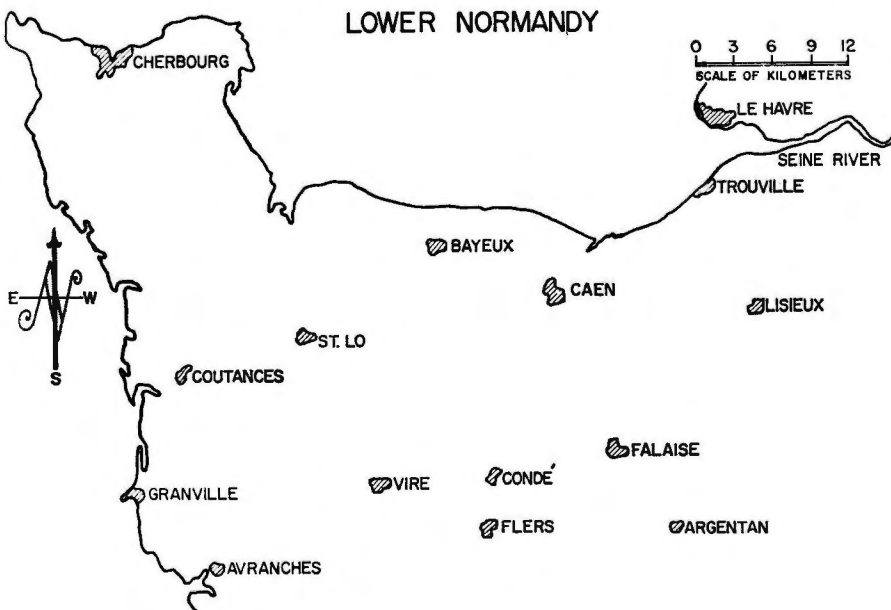 LOWER NORMANDY
0 3 6 12
SCALE OF KILOMETERS
CHERBOURG
LE HAVRE
SEINE RIVER
TROUVILLE
BAYEUX
CAEN
LISIEUX
E W
S
ST. LO
COUTANCES
FALAISE
VIRE
CONDÉ
GRANVILLE
FLERS
ARGENTAN
AVRANCHES